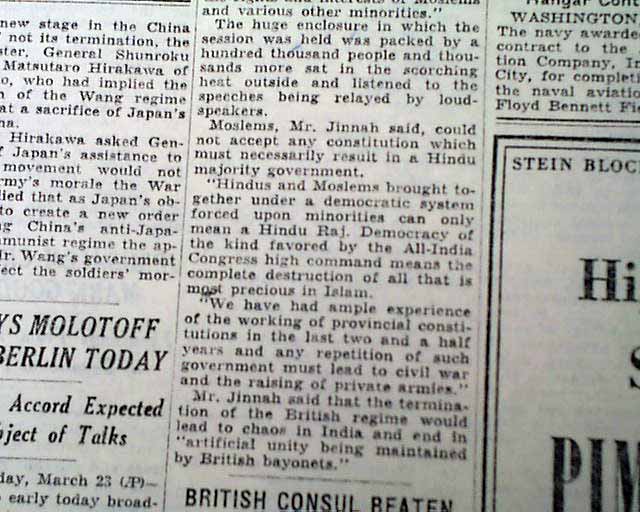 new stage in the China
not its termination, the
ster, General Shunroku
Matsutaro Hirakawa of
o, who had implied the
n of the Wang regime
at a sacrifice of Japan's
na.
Hirakawa asked Gen-
f Japan's assistance to
movement would not
rmy's morale the War
lied that as Japan's ob-
to create a new order
g China's anti-Japa-
mmunist regime the ap-
Mr. Wang's government
fect the soldiers' mor-
YS MOLOTOFF
BERLIN TODAY
Accord Expected
bject of Talks
day, March 23 (AP)—
early today broad-
and various other minorities."
The huge enclosure in which the
session was held was packed by a
hundred thousand people and thou-
sands more sat in the scorching
heat outside and listened to the
speeches being relayed by loud-
speakers.
Moslems, Mr. Jinnah said, could
not accept any constitution which
must necessarily result in a Hindu
majority government.
"Hindus and Moslems brought to-
gether under a democratic system
forced upon minorities can only
mean a Hindu Raj. Democracy of
the kind favored by the All-India
Congress high command means the
complete destruction of all that is
most precious in Islam.
"We have had ample experience
of the working of provincial consti-
tutions in the last two and a half
years and any repetition of such
government must lead to civil war
and the raising of private armies."
Mr. Jinnah said that the termina-
tion of the British regime would
lead to chaos in India and end in
"artificial unity being maintained
by British bayonets."
BRITISH CONSUL BEATEN
WASHINGTON
The navy awarde
contract to the
tion Company, In
City, for complet
the naval aviatio
Floyd Bennett Fi
STEIN BLOC
Hi
S
PIM